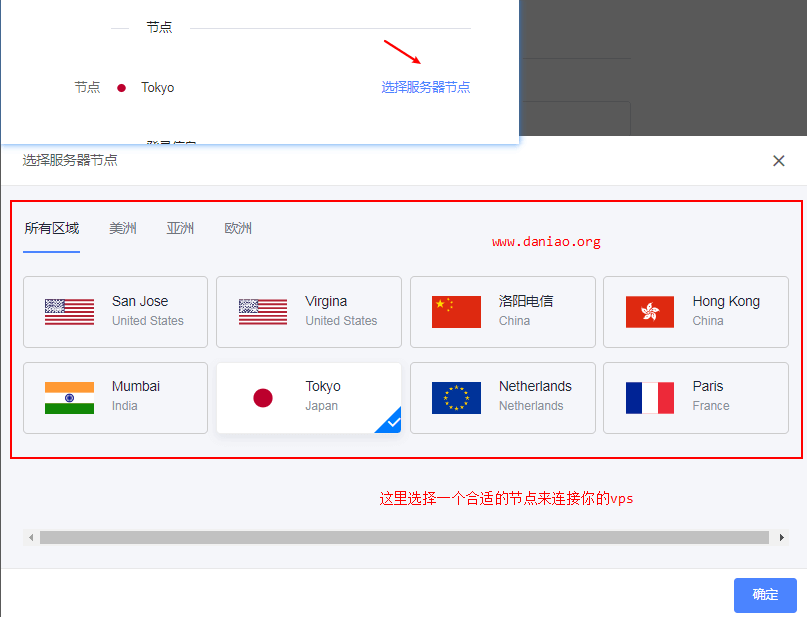 节点
节点 Tokyo 选择服务器节点
选择服务器节点
所有区域 美洲 亚洲 欧洲
www.daniao.org
San Jose
United States
Virgina
United States
洛阳电信
China
Hong Kong
China
Mumbai
India
Tokyo
Japan
Netherlands
Netherlands
Paris
France
这里选择一个合适的节点来连接你的vps
确定